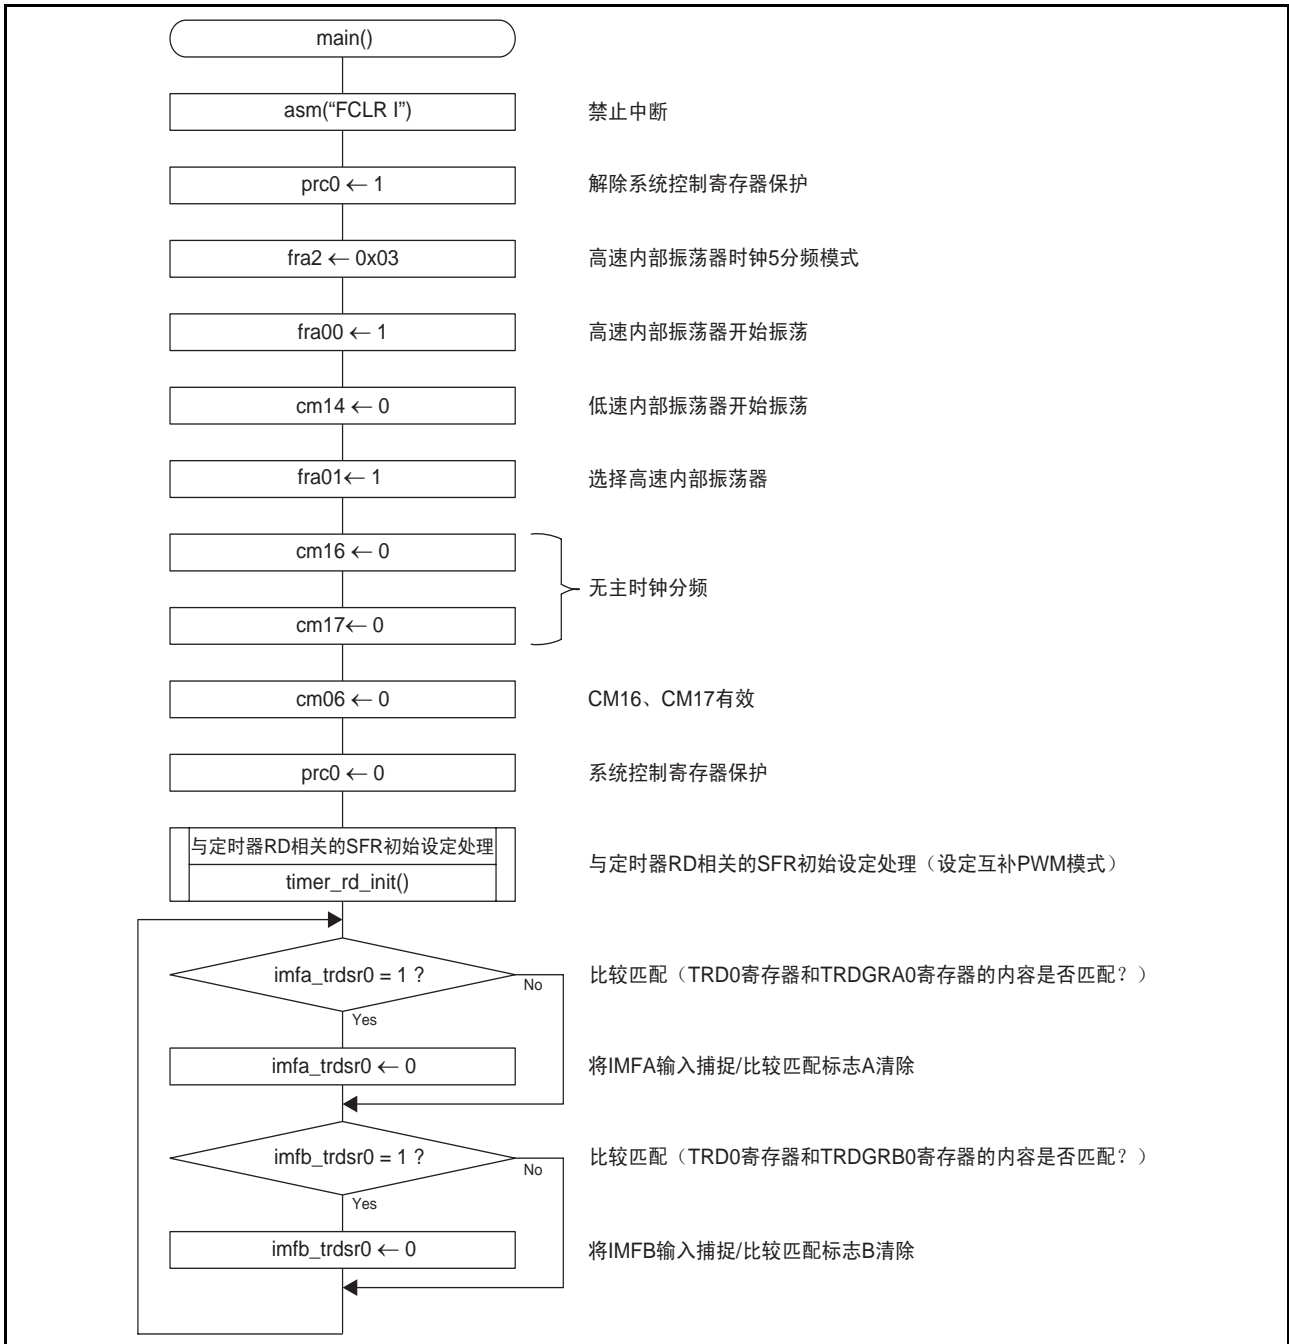 main()
asm(“FCLR I”) 禁止中断
prc0 ← 1 解除系统控制寄存器保护
fra2 ← 0x03 高速内部振荡器时钟5分频模式
fra00 ← 1 高速内部振荡器开始振荡
cm14 ← 0 低速内部振荡器开始振荡
fra01← 1 选择高速内部振荡器
cm16 ← 0
无主时钟分频
cm17← 0
cm06 ← 0 CM16、CM17有效
prc0 ← 0 系统控制寄存器保护
与定时器RD相关的SFR初始设定处理
与定时器RD相关的SFR初始设定处理（设定互补PWM模式）
timer_rd_init()
imfa_trdsr0 = 1 ? 比较匹配（TRD0寄存器和TRDGRA0寄存器的内容是否匹配？）
No
Yes
imfa_trdsr0 ← 0 将IMFA输入捕捉/比较匹配标志A清除
imfb_trdsr0 = 1 ? 比较匹配（TRD0寄存器和TRDGRB0寄存器的内容是否匹配？）
No
Yes
imfb_trdsr0 ← 0 将IMFB输入捕捉/比较匹配标志B清除